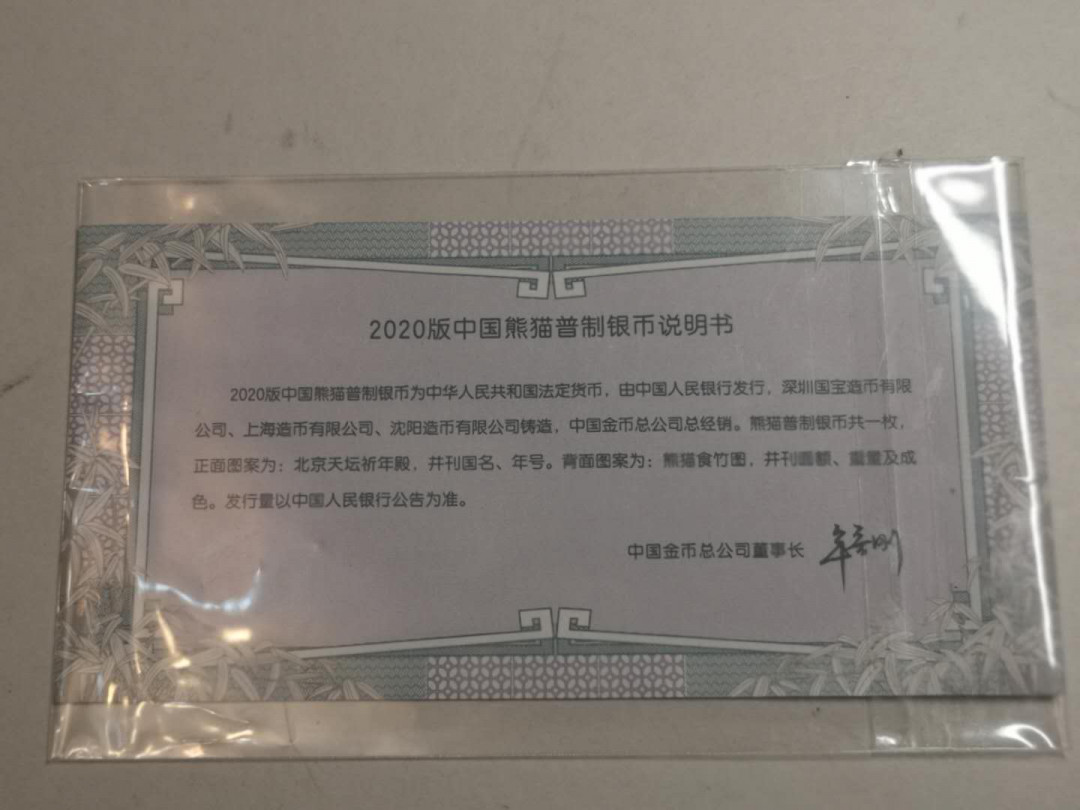 2020版中国熊猫普制银币说明书
2020版中国熊猫普制银币为中华人民共和国法定货币，由中国人民银行发行，深圳国宝造币有限
公司、上海造币有限公司、沈阳造币有限公司铸造，中国金币总公司总经销。熊猫普制银币共一枚，
正面图案为：北京天坛祈年殿，并刊国名、年号。背面图案为：熊猫食竹图，并刊面额、重量及成
色。发行量以中国人民银行公告为准。
中国金币总公司董事长